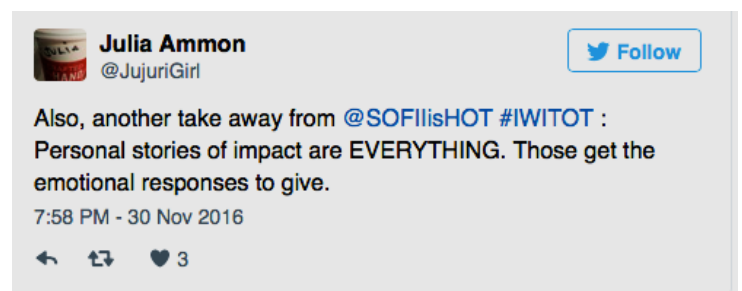 Julia Ammon
@JujuriGirl
Follow
Also, another take away from @SOFIIisHOT #IWITOT :
Personal stories of impact are EVERYTHING. Those get the
emotional responses to give.
7:58 PM - 30 Nov 2016
3